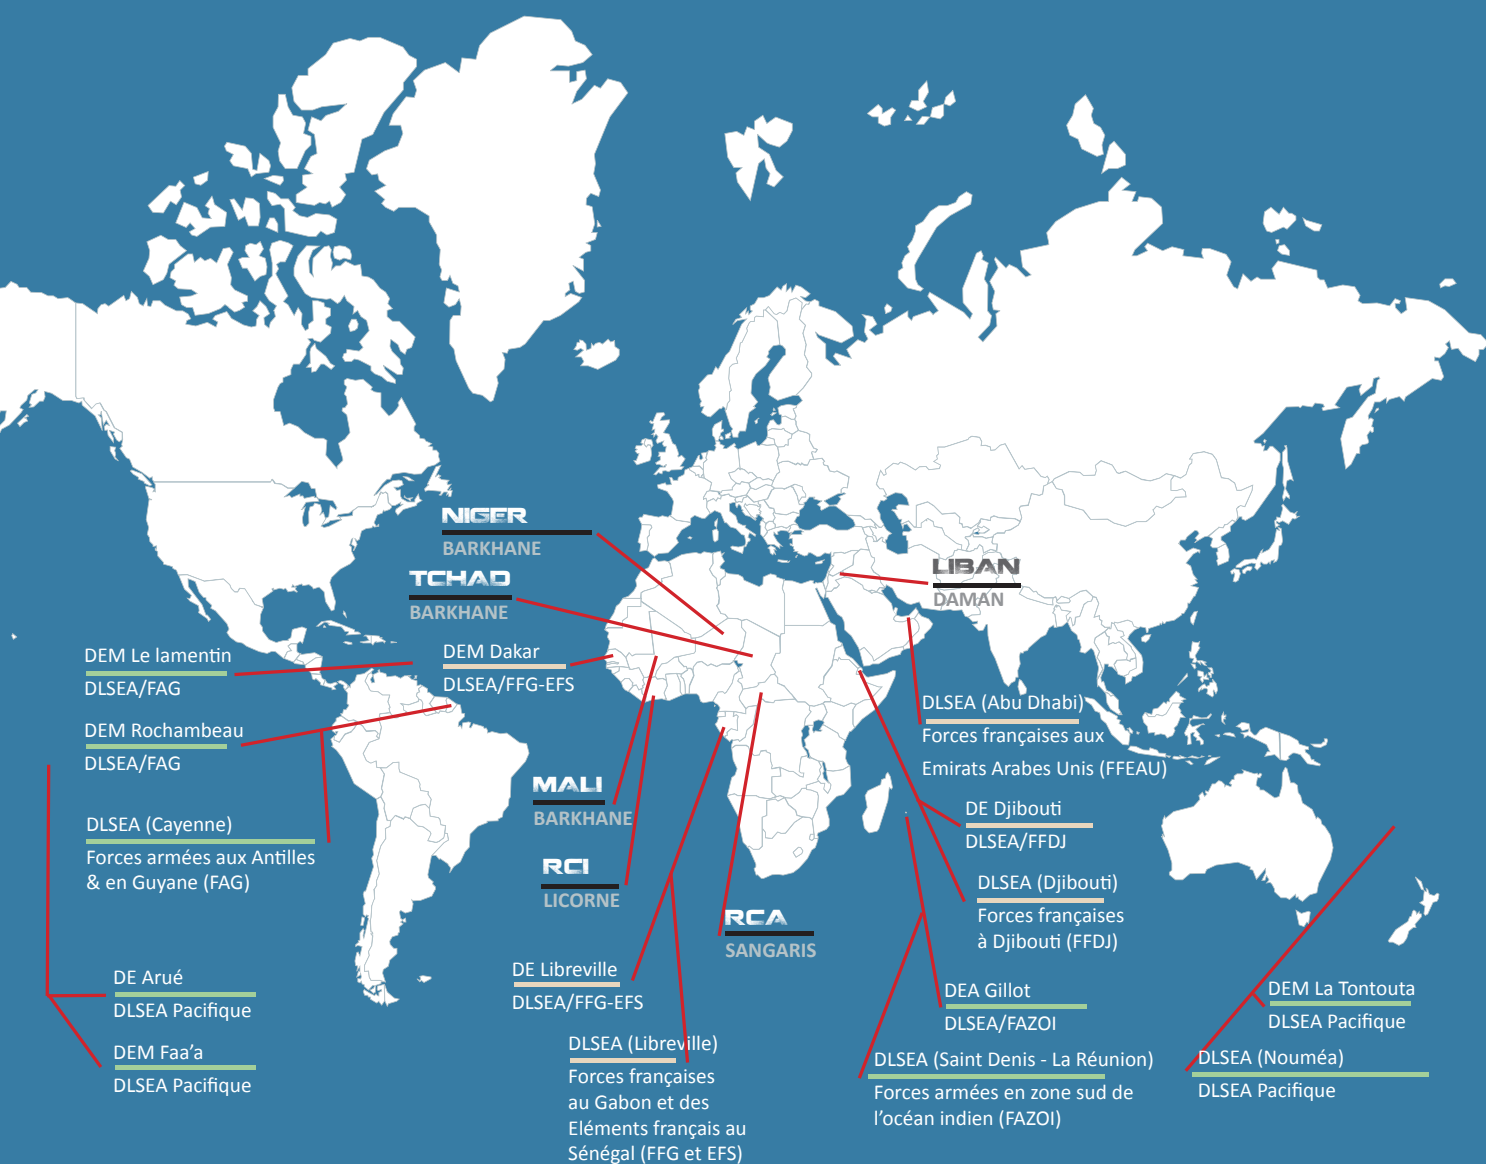 NIGER
BARKHANE
TCHAD
BARKHANE
LIBAN
DAMAN
DEM Le lamentin
DLSEA/FAG
DEM Dakar
DLSEA/FFG-EFS
DEM Rochambeau
DLSEA/FAG
DLSEA (Abu Dhabi)
Forces françaises aux
Emirats Arabes Unis (FFEAU)
MALI
BARKHANE
DE Djibouti
DLSEA/FFDJ
DLSEA (Cayenne)
Forces armées aux Antilles
& en Guyane (FAG)
RCI
LICORNE
DLSEA (Djibouti)
Forces françaises
à Djibouti (FFDJ)
RCA
SANGARIS
DE Arué
DLSEA Pacifique
DE Libreville
DLSEA/FFG-EFS
DEA Gillot
DLSEA/FAZOI
DEM La Tontouta
DLSEA Pacifique
DEM Faa'a
DLSEA Pacifique
DLSEA (Libreville)
Forces françaises
au Gabon et des
Eléments français au
Sénégal (FFG et EFS)
DLSEA (Saint Denis - La Réunion)
Forces armées en zone sud de
l'océan indien (FAZOI)
DLSEA (Nouméa)
DLSEA Pacifique